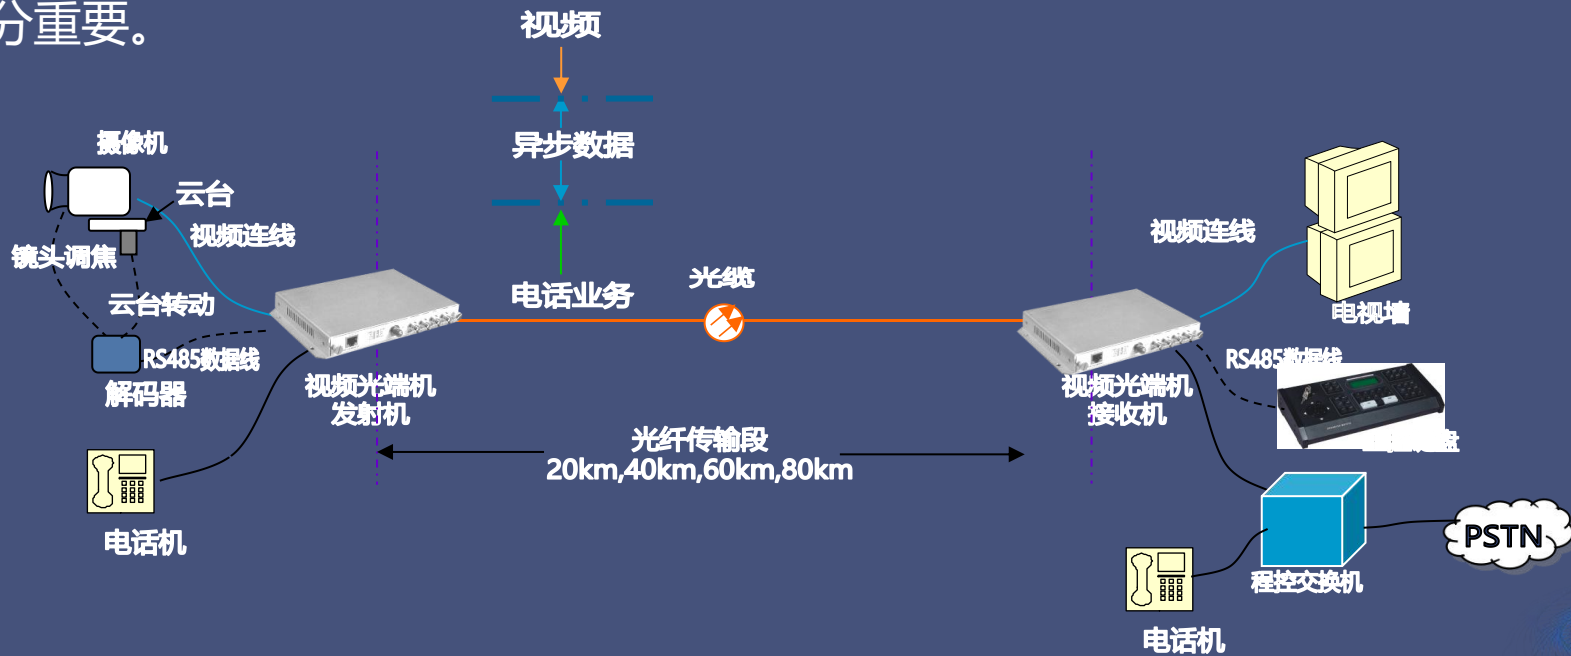 分重要。
视频
摄像机
异步数据
云台
视频连线
视频连线
镜头调焦
光缆
电话业务
云台转动
电视墙
RS485数据线
RS485数据线
解码器
视频光端机
发射机
视频光端机
接收机
光纤传输段
20km,40km,60km,80km
盘
PSTN
电话机
程控交换机
电话机